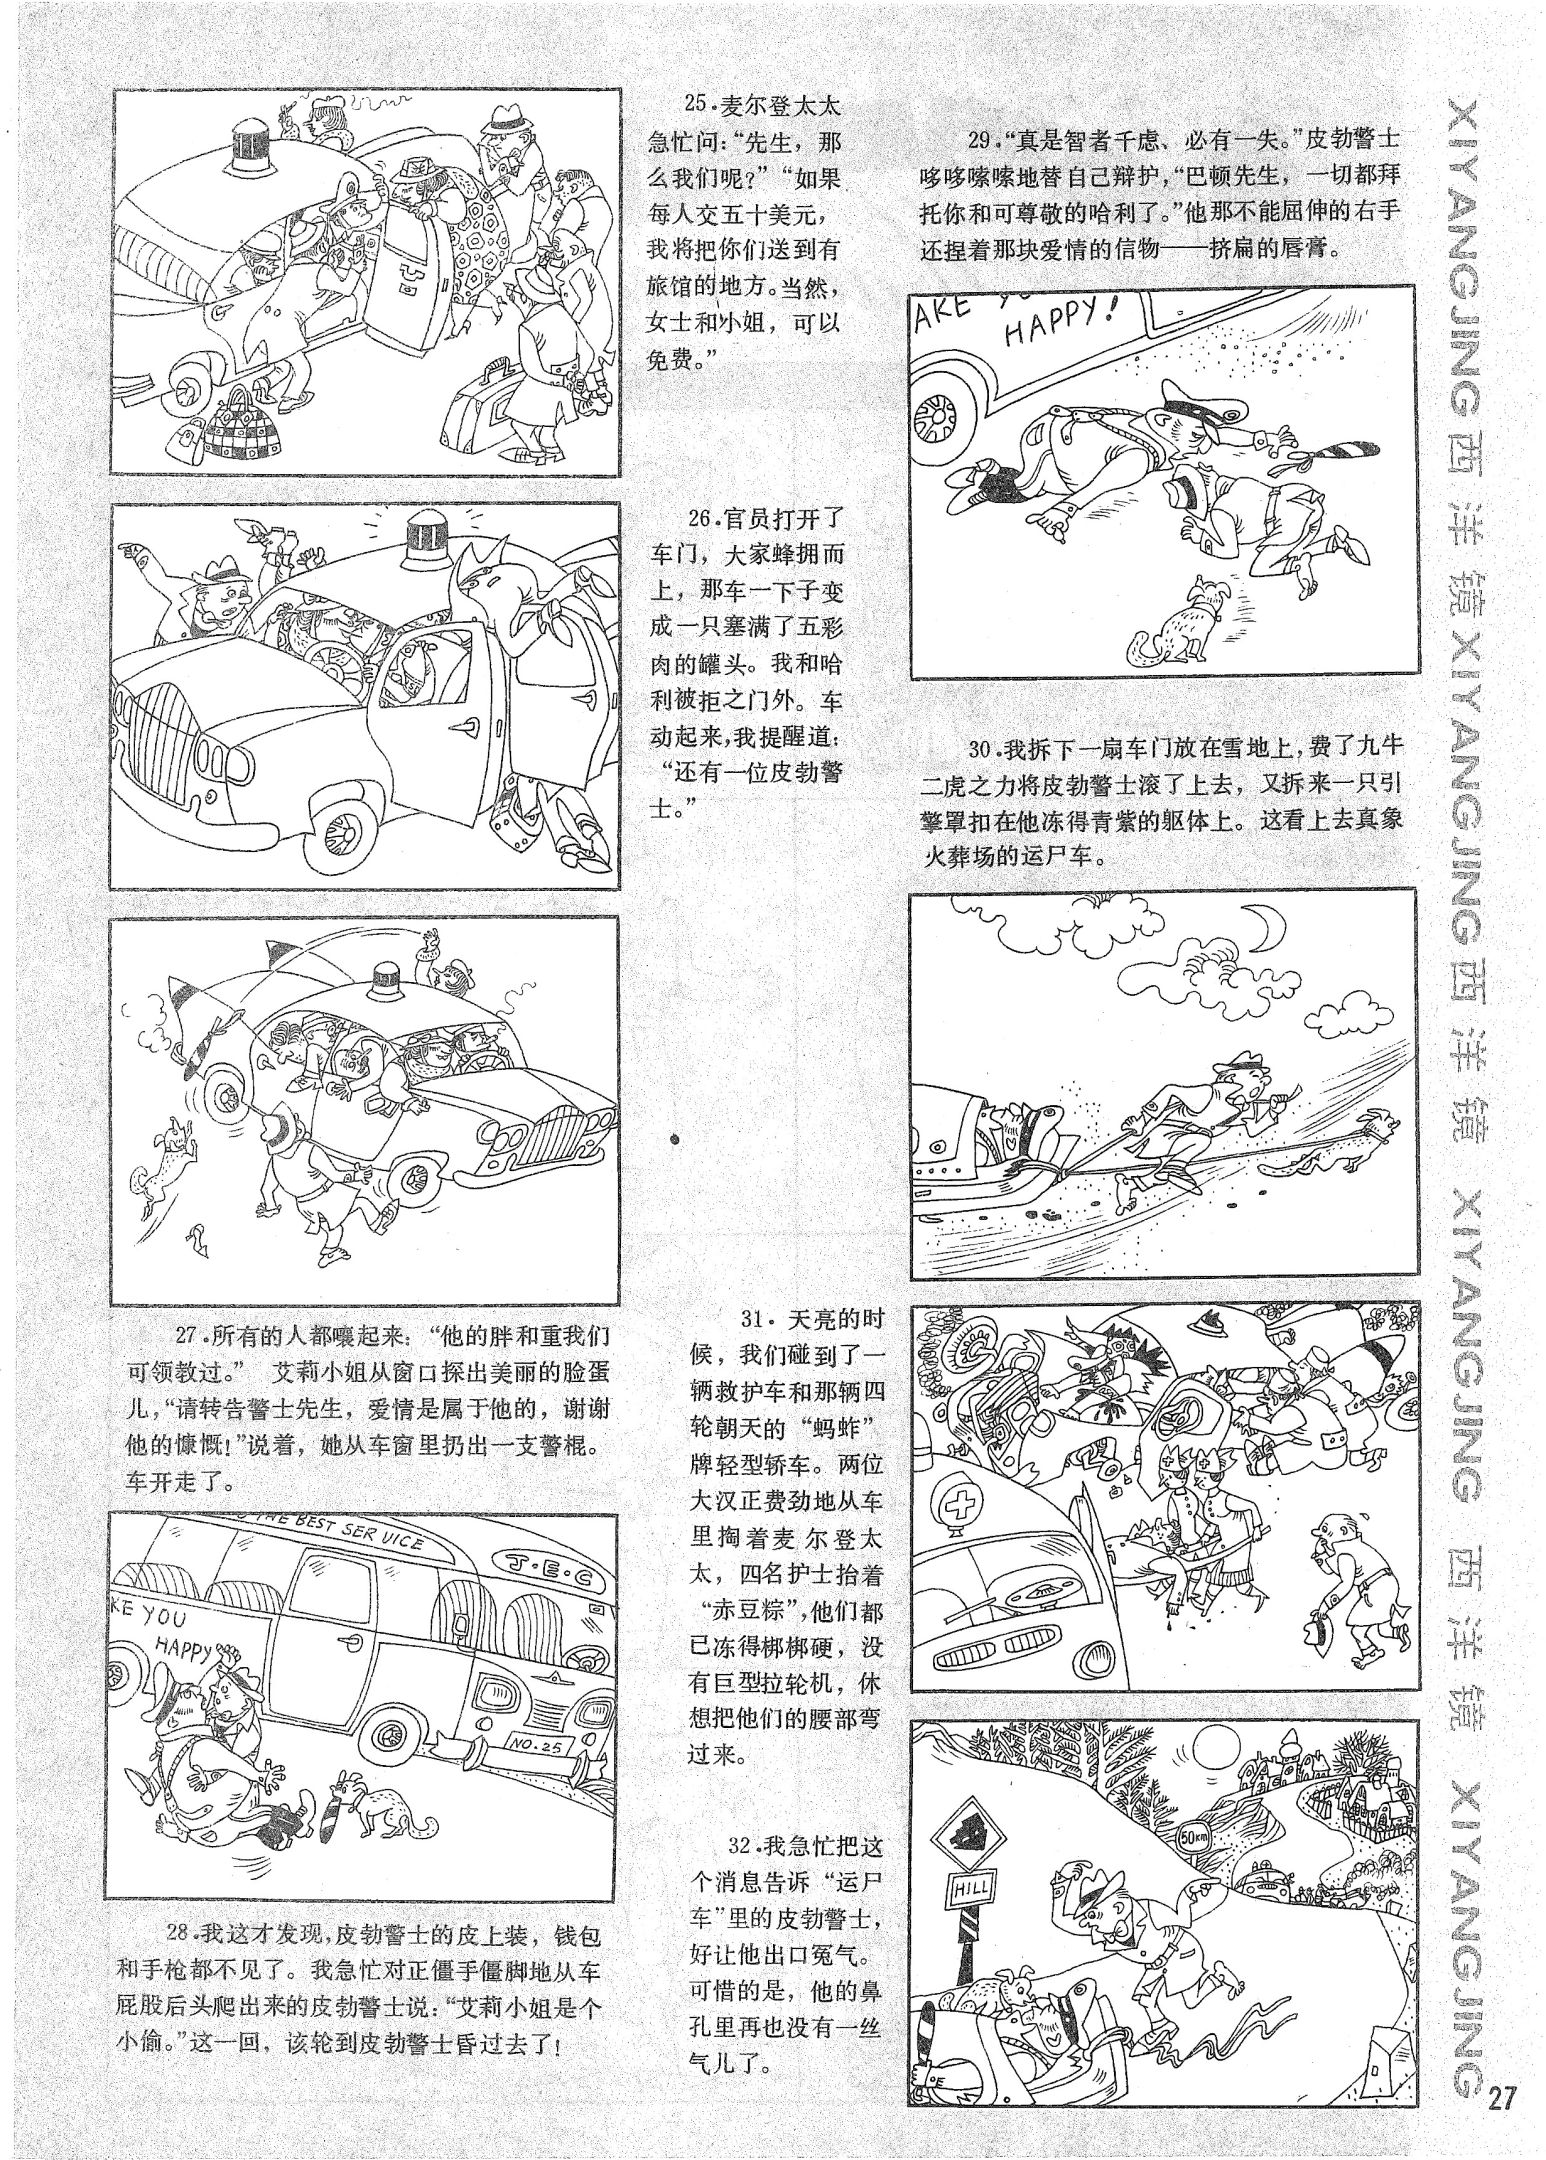 25.麦尔登太太
急忙问：“先生，那
么我们呢？”“如果
每人交五十美元，
我将把你们送到有
旅馆的地方。当然，
女士和小姐，可以
免费。”
26.官员打开了
车门，大家蜂拥而
上，那车一下子变
成一只塞满了五彩
肉的罐头。我和哈
利被拒之门外。车
动起来，我提醒道：
“还有一位皮勃警
士。”
27.所有的人都嚷起来：“他的胖和重我们
可领教过。” 艾莉小姐从窗口探出美丽的脸蛋
儿，“请转告警士先生，爱情是属于他的，谢谢
他的慷慨！”说着，她从车窗里扔出一支警棍。
车开走了。
THE BEST SERVICE
J·E·C
KE YOU
HAPPY
NO.25
28.我这才发现，皮勃警士的皮上装，钱包
和手枪都不见了。我急忙对正僵手僵脚地从车
屁股后头爬出来的皮勃警士说：“艾莉小姐是个
小偷。”这一回，该轮到皮勃警士昏过去了！
29.“真是智者千虑、必有一失。”皮勃警士
哆哆嗦嗦地替自己辩护，“巴顿先生，一切都拜
托你和可尊敬的哈利了。”他那不能屈伸的右手
还捏着那块爱情的信物——挤扁的唇膏。
AKE YO
HAPPY!
30.我拆下一扇车门放在雪地上，费了九牛
二虎之力将皮勃警士滚了上去，又拆来一只引
擎罩扣在他冻得青紫的躯体上。这看上去真象
火葬场的运尸车。
31. 天亮的时
候，我们碰到了一
辆救护车和那辆四
轮朝天的“蚂蚱”
牌轻型轿车。两位
大汉正费劲地从车
里掏着麦尔登太
太，四名护士抬着
“赤豆粽”，他们都
已冻得梆梆硬，没
有巨型拉轮机，休
想把他们的腰部弯
过来。
32.我急忙把这
个消息告诉“运尸
车”里的皮勃警士，
好让他出口冤气。
可惜的是，他的鼻
孔里再也没有一丝
气儿了。
50km
HILL
XIYANGJING 西洋镜 XIYANGJING 西洋镜 XIYANGJING 西洋镜 XIYANGJING
27